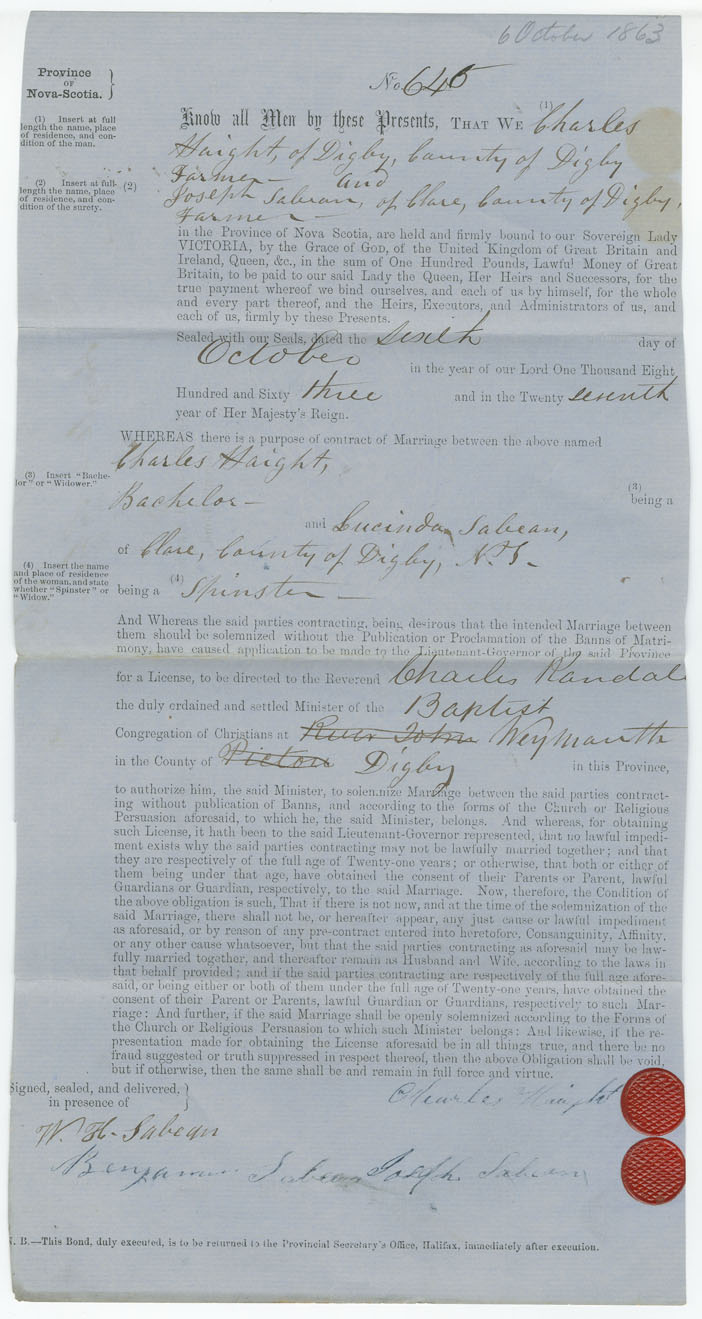 6 October 1863
Province
OF
Nova-Scotia.
No. 645
(1) Insert at full
length the name, place
of residence, and con-
dition of the man.
Know all Men by these Presents, THAT WE (1) Charles
Haight, of Digby, County of Digby
Farmer — and
(2) Insert at full
length the name, place
of residence, and con-
dition of the surety.
(2) Joseph Sabean, of Clare, County of Digby,
Farmer —
in the Province of Nova Scotia, are held and firmly bound to our Sovereign Lady
VICTORIA, by the Grace of GOD, of the United Kingdom of Great Britain and
Ireland, Queen, &c., in the sum of One Hundred Pounds, Lawful Money of Great
Britain, to be paid to our said Lady the Queen, Her Heirs and Successors, for the
true payment whereof we bind ourselves, and each of us by himself, for the whole
and every part thereof, and the Heirs, Executors, and Administrators of us, and
each of us, firmly by these Presents.
Sealed with our Seals, dated the Sixth day of
October in the year of our Lord One Thousand Eight
Hundred and Sixty three and in the Twenty seventh
year of Her Majesty's Reign.
WHEREAS there is a purpose of contract of Marriage between the above named
Charles Haight,
(3) Insert "Bache-
lor" or "Widower."
(3)
Bachelor — being a
and Lucinda Sabean,
of Clare, County of Digby, N.S. —
(4) Insert the name
and place of residence
of the woman, and state
whether "Spinster" or
"Widow."
being a (4) Spinster —
And Whereas the said parties contracting, being desirous that the intended Marriage between
them should be solemnized without the Publication or Proclamation of the Banns of Matri-
mony, have caused application to be made to the Lieutenant-Governor of the said Province
for a License, to be directed to the Reverend Charles Randal
the duly ordained and settled Minister of the Baptist
Congregation of Christians at River John Weymouth
in the County of Pictou Digby in this Province,
to authorize him, the said Minister, to solemnize Marriage between the said parties contract-
ing without publication of Banns, and according to the forms of the Church or Religious
Persuasion aforesaid, to which he, the said Minister, belongs. And whereas, for obtaining
such License, it hath been to the said Lieutenant-Governor represented, that no lawful impedi-
ment exists why the said parties contracting may not be lawfully married together; and that
they are respectively of the full age of Twenty-one years; or otherwise, that both or either of
them being under that age, have obtained the consent of their Parents or Parent, lawful
Guardians or Guardian, respectively, to the said Marriage. Now, therefore, the Condition of
the above obligation is such, That if there is not now, and at the time of the solemnization of the
said Marriage, there shall not be, or hereafter appear, any just cause or lawful impediment
as aforesaid, or by reason of any pre-contract entered into heretofore, Consanguinity, Affinity,
or any other cause whatsoever, but that the said parties contracting as aforesaid may be law-
fully married together, and thereafter remain as Husband and Wife, according to the laws in
that behalf provided; and if the said parties contracting are respectively of the full age afore-
said, or being either or both of them under the full age of Twenty-one years, have obtained the
consent of their Parent or Parents, lawful Guardian or Guardians, respectively to such Mar-
riage: And further, if the said Marriage shall be openly solemnized according to the Forms of
the Church or Religious Persuasion to which such Minister belongs: And likewise, if the re-
presentation made for obtaining the License aforesaid be in all things true, and there be no
fraud suggested or truth suppressed in respect thereof, then the above Obligation shall be void,
but if otherwise, then the same shall be and remain in full force and virtue.
Signed, sealed, and delivered,
in presence of
Charles Haight
W. H. Sabean
Benjamin Sabean Joseph Sabean
N. B.—This Bond, duly executed, is to be returned to the Provincial Secretary's Office, Halifax, immediately after execution.